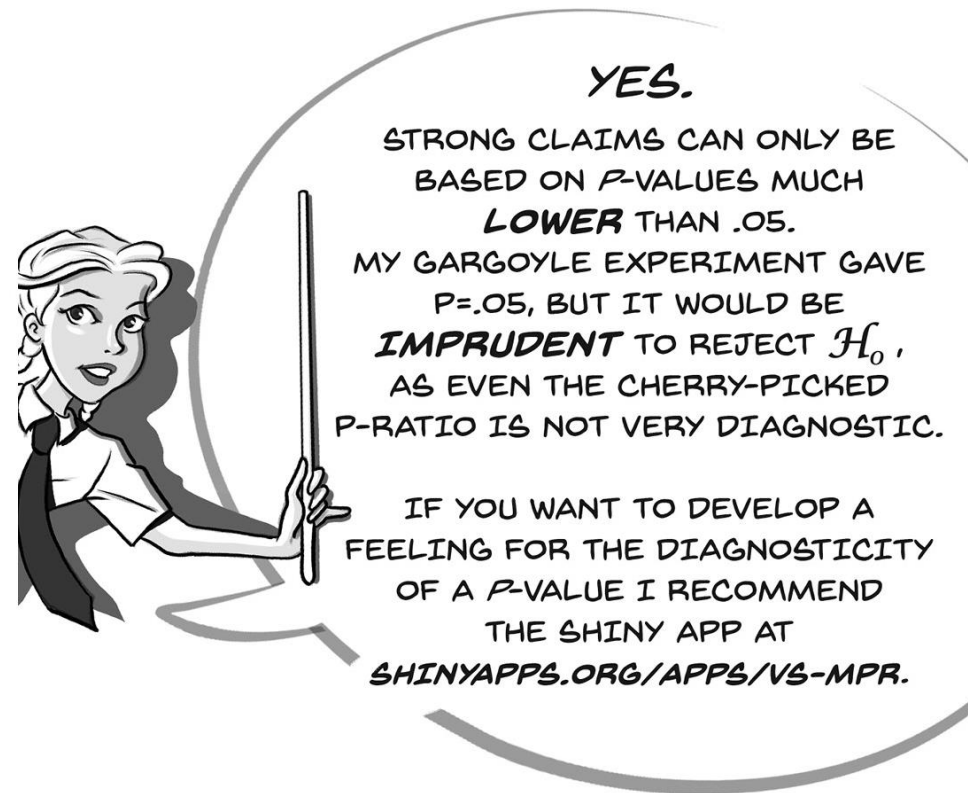 YES.
STRONG CLAIMS CAN ONLY BE
BASED ON P-VALUES MUCH
LOWER THAN .05.
MY GARGOYLE EXPERIMENT GAVE
P=.05, BUT IT WOULD BE
IMPRUDENT TO REJECT ℋ₀,
AS EVEN THE CHERRY-PICKED
P-RATIO IS NOT VERY DIAGNOSTIC.
IF YOU WANT TO DEVELOP A
FEELING FOR THE DIAGNOSTICITY
OF A P-VALUE I RECOMMEND
THE SHINY APP AT
SHINYAPPS.ORG/APPS/VS-MPR.